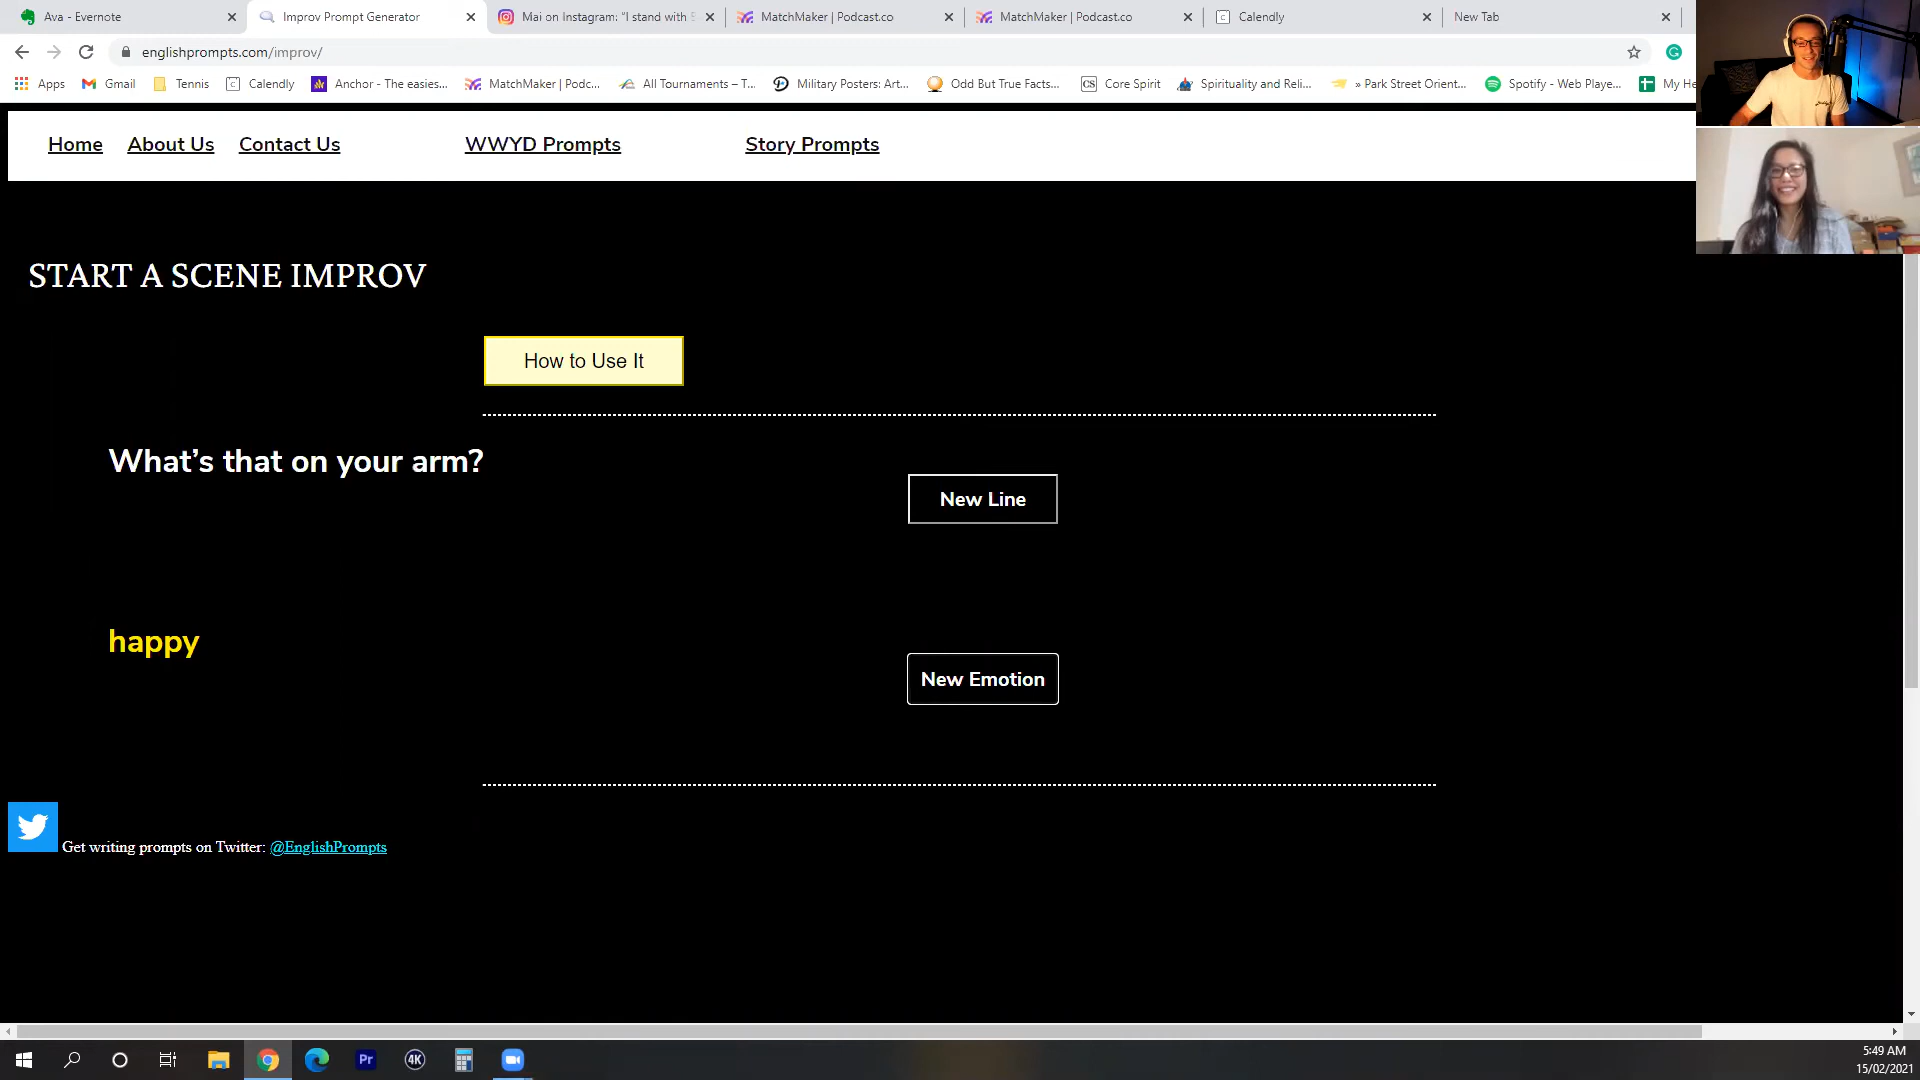 Ava - Evernote
Improv Prompt Generator
Mai on Instagram: "I stand with E
MatchMaker | Podcast.co
MatchMaker | Podcast.co
Calendly
New Tab
englishprompts.com/improv/
Apps
Gmail
Tennis
Calendly
Anchor - The easies...
MatchMaker | Podc...
All Tournaments – T...
Military Posters: Art...
Odd But True Facts...
CS Core Spirit
Spirituality and Reli...
» Park Street Orient...
Spotify - Web Playe...
My He
Home
About Us
Contact Us
WWYD Prompts
Story Prompts
START A SCENE IMPROV
How to Use It
What's that on your arm?
New Line
happy
New Emotion
Get writing prompts on Twitter: @EnglishPrompts
Pr
4K
5:49 AM
15/02/2021